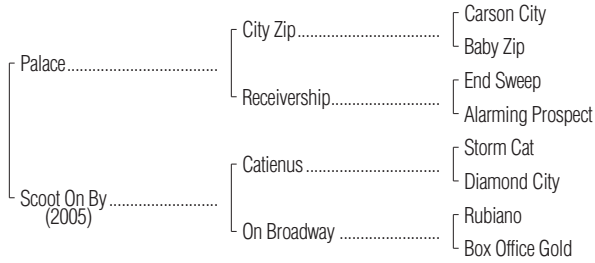 Carson City
City Zip
Baby Zip
Palace
End Sweep
Receivership
Alarming Prospect
Storm Cat
Catienus
Diamond City
Scoot On By
(2005)
Rubiano
On Broadway
Box Office Gold